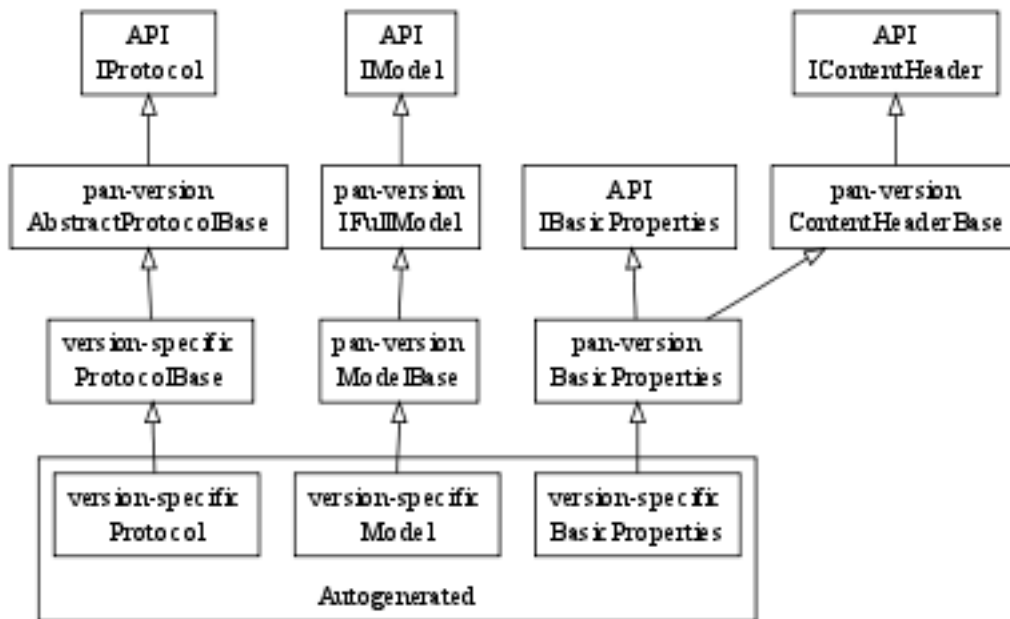 API
IProtocol
API
IModel
API
IContentHeader
pan-version
AbstractProtocolBase
pan-version
IFullModel
API
IBasicProperties
pan-version
ContentHeaderBase
version-specific
ProtocolBase
pan-version
ModelBase
pan-version
BasicProperties
version-specific
Protocol
version-specific
Model
version-specific
BasicProperties
Autogenerated